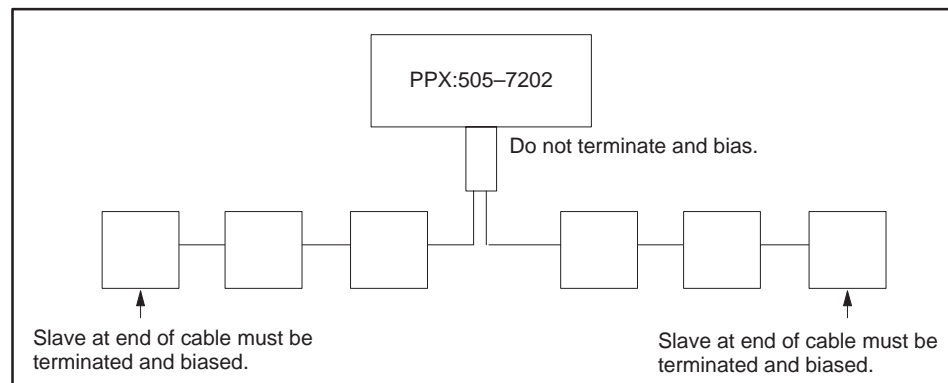 PPX:505–7202
Do not terminate and bias.
Slave at end of cable must be
terminated and biased.
Slave at end of cable must be
terminated and biased.